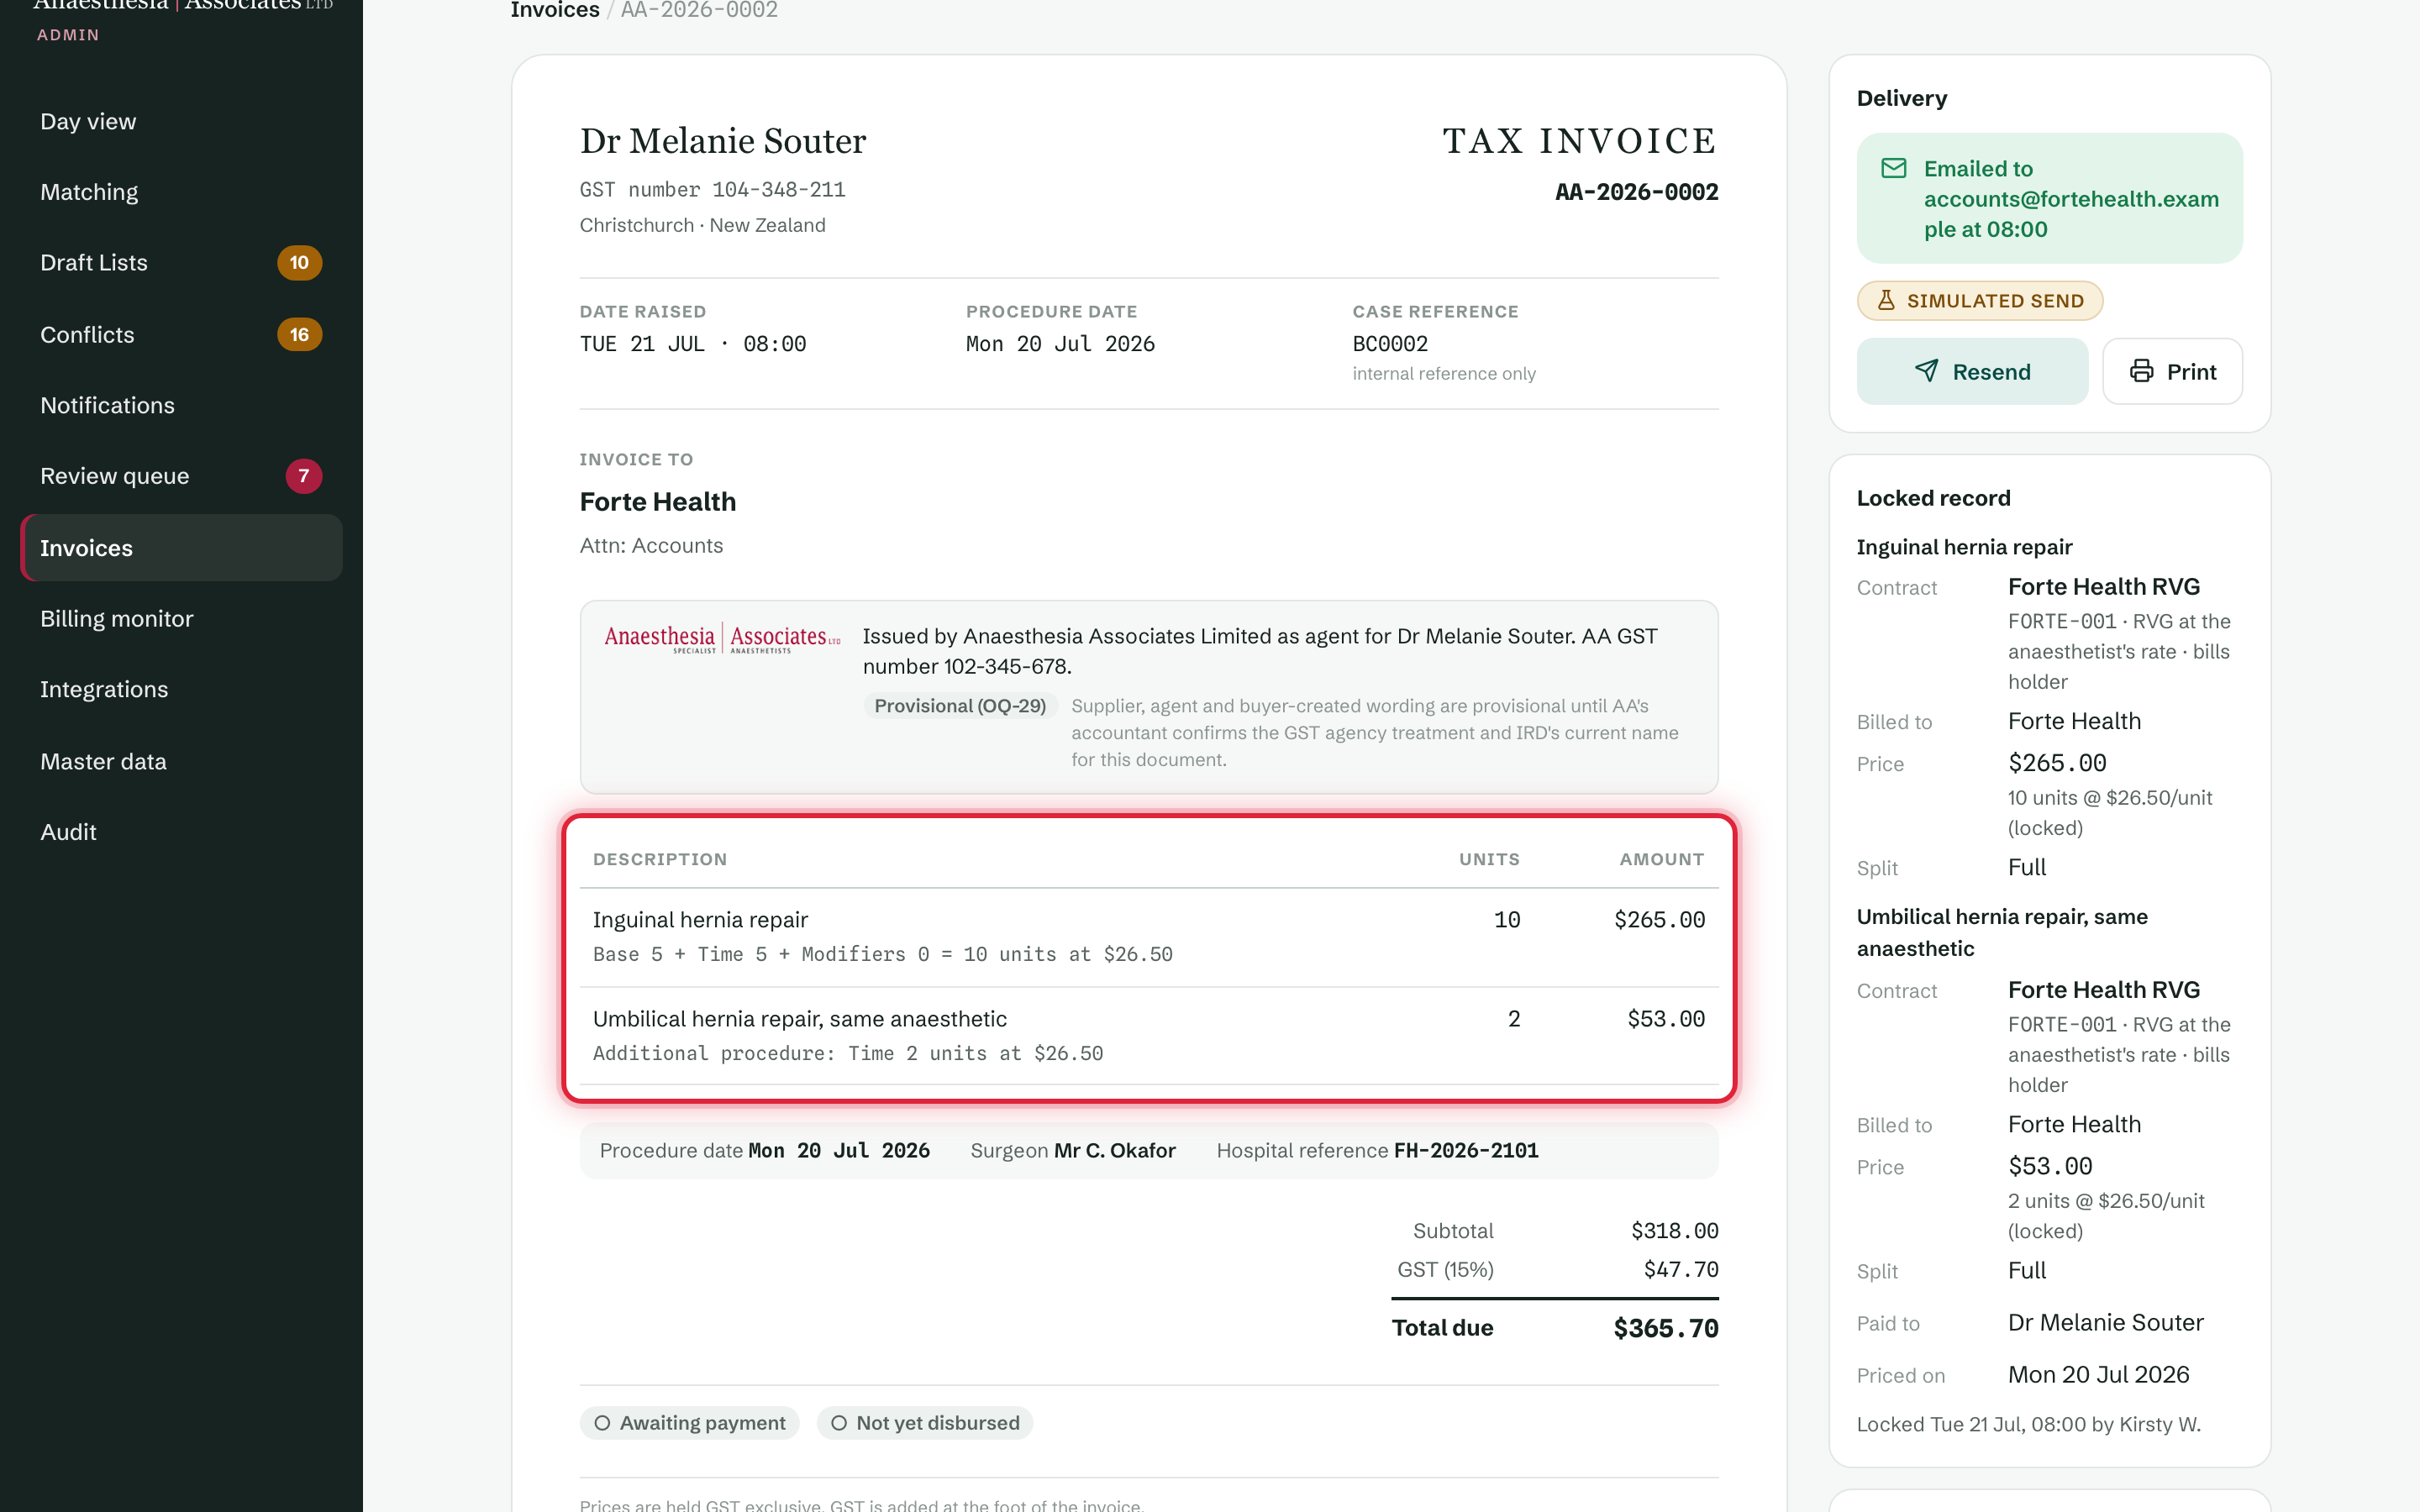 Anaesthesia | Associates LTD
ADMIN
Day view
Matching
Draft Lists 10
Conflicts 16
Notifications
Review queue 7
Invoices
Billing monitor
Integrations
Master data
Audit
Invoices / AA-2026-0002
Dr Melanie Souter
TAX INVOICE
GST number 104-348-211
AA-2026-0002
Christchurch · New Zealand
DATE RAISED
TUE 21 JUL · 08:00
PROCEDURE DATE
Mon 20 Jul 2026
CASE REFERENCE
BC0002
internal reference only
INVOICE TO
Forte Health
Attn: Accounts
Anaesthesia | Associates LTD
SPECIALIST | ANAESTHETISTS
Issued by Anaesthesia Associates Limited as agent for Dr Melanie Souter. AA GST
number 102-345-678.
Provisional (OQ-29)
Supplier, agent and buyer-created wording are provisional until AA's
accountant confirms the GST agency treatment and IRD's current name
for this document.
DESCRIPTION UNITS AMOUNT
Inguinal hernia repair 10 $265.00
Base 5 + Time 5 + Modifiers 0 = 10 units at $26.50
Umbilical hernia repair, same anaesthetic 2 $53.00
Additional procedure: Time 2 units at $26.50
Procedure date Mon 20 Jul 2026 Surgeon Mr C. Okafor Hospital reference FH-2026-2101
Subtotal $318.00
GST (15%) $47.70
Total due $365.70
Awaiting payment
Not yet disbursed
Prices are held GST exclusive. GST is added at the foot of the invoice.
Delivery
Emailed to
accounts@fortehealth.exam
ple at 08:00
SIMULATED SEND
Resend
Print
Locked record
Inguinal hernia repair
Contract Forte Health RVG
FORTE-001 · RVG at the
anaesthetist's rate · bills
holder
Billed to Forte Health
Price $265.00
10 units @ $26.50/unit
(locked)
Split Full
Umbilical hernia repair, same
anaesthetic
Contract Forte Health RVG
FORTE-001 · RVG at the
anaesthetist's rate · bills
holder
Billed to Forte Health
Price $53.00
2 units @ $26.50/unit
(locked)
Split Full
Paid to Dr Melanie Souter
Priced on Mon 20 Jul 2026
Locked Tue 21 Jul, 08:00 by Kirsty W.